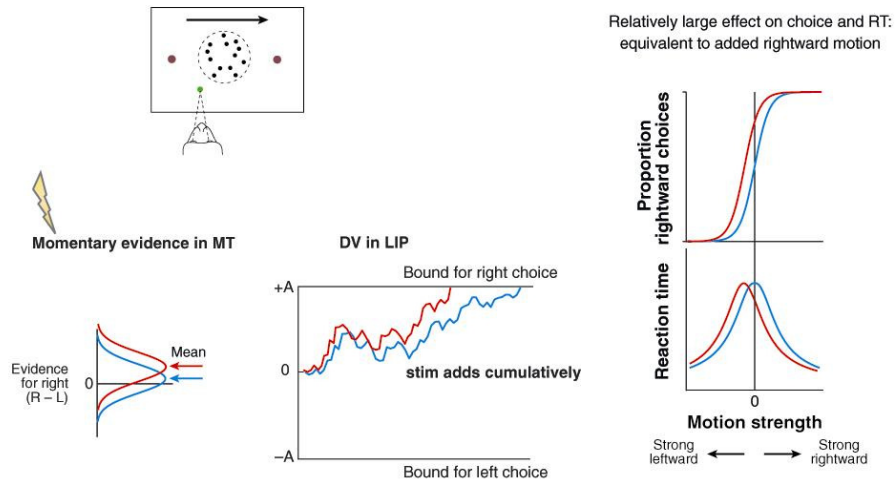 Relatively large effect on choice and RT:
equivalent to added rightward motion
Momentary evidence in MT
DV in LIP
Mean
Evidence
for right
(R – L)
0
+A
Bound for right choice
0
stim adds cumulatively
–A
Bound for left choice
Proportion
rightward choices
Reaction time
0
Motion strength
Strong
leftward
Strong
rightward